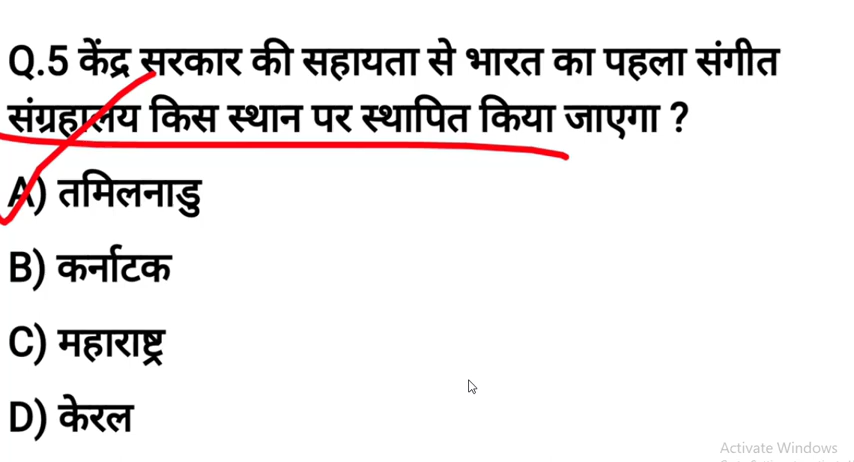 Q.5 केंद्र सरकार की सहायता से भारत का पहला संगीत
संग्रहालय किस स्थान पर स्थापित किया जाएगा ?
A) तमिलनाडु
B) कर्नाटक
C) महाराष्ट्र
D) केरल
Activate Windows